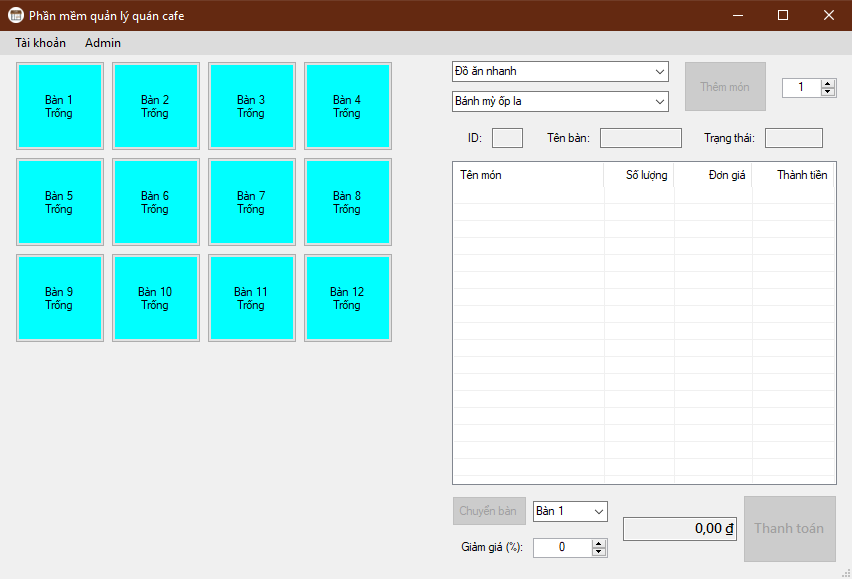 Phần mềm quản lý quán cafe
Tài khoản Admin
Bàn 1
Trống
Bàn 2
Trống
Bàn 3
Trống
Bàn 4
Trống
Bàn 5
Trống
Bàn 6
Trống
Bàn 7
Trống
Bàn 8
Trống
Bàn 9
Trống
Bàn 10
Trống
Bàn 11
Trống
Bàn 12
Trống
Đồ ăn nhanh
Bánh mỳ ốp la
Thêm món
1
ID: Tên bàn: Trạng thái:
Tên món Số lượng Đơn giá Thành tiền
Chuyển bàn
Bàn 1
Giảm giá (%): 0
0,00 ₫
Thanh toán